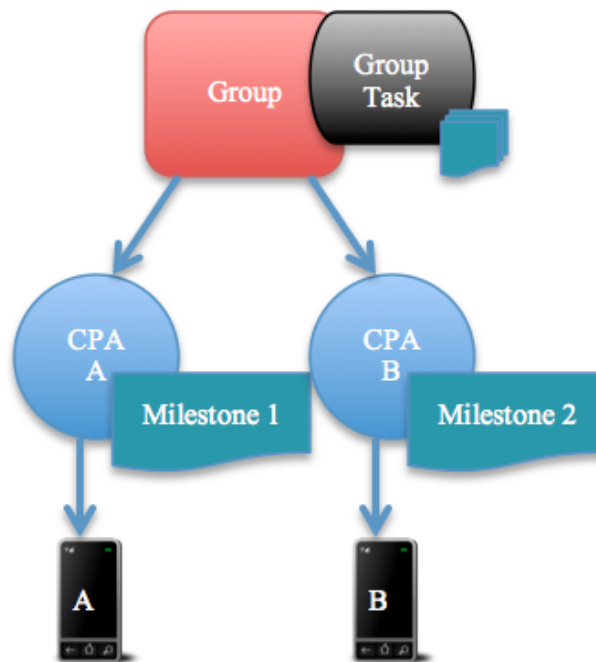 Group
Group
Task
CPA
A
Milestone 1
CPA
B
Milestone 2
A
B